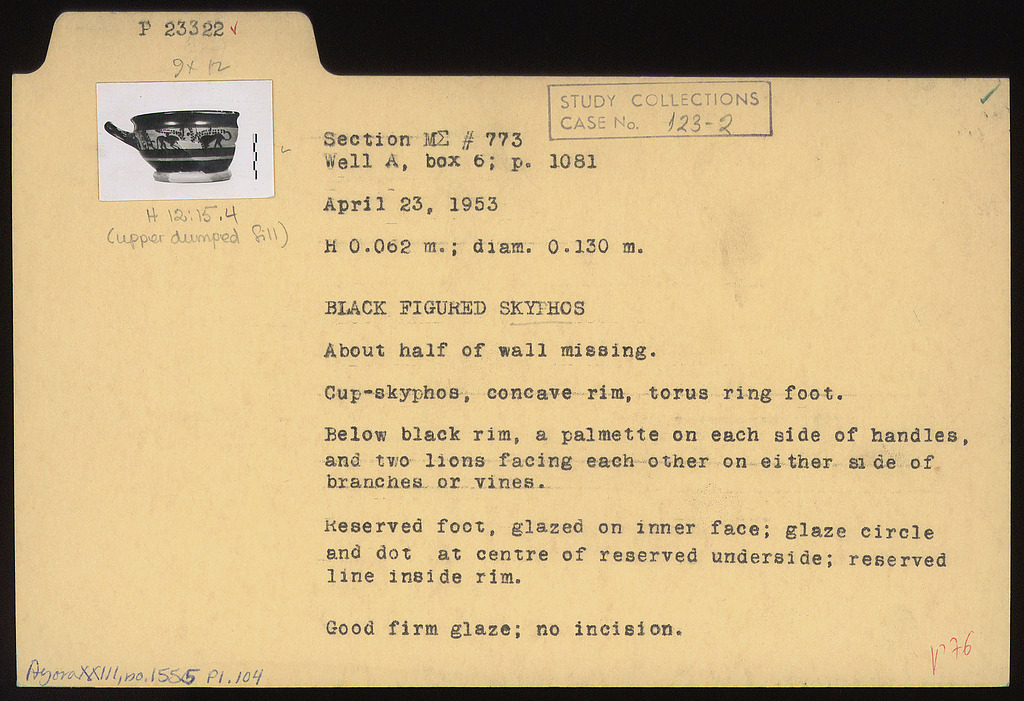 P 23322 ✓
9 x 12
STUDY COLLECTIONS
CASE No. 123-2
H 12:15.4
(upper dumped fill)
Section ΜΣ # 773
Well A, box 6; p. 1081
April 23, 1953
H 0.062 m.; diam. 0.130 m.
BLACK FIGURED SKYPHOS
About half of wall missing.
Cup-skyphos, concave rim, torus ring foot.
Below black rim, a palmette on each side of handles,
and two lions facing each other on either side of
branches or vines.
Reserved foot, glazed on inner face; glaze circle
and dot at centre of reserved underside; reserved
line inside rim.
Good firm glaze; no incision.
Agora XXIII, no. 1555 Pl. 104